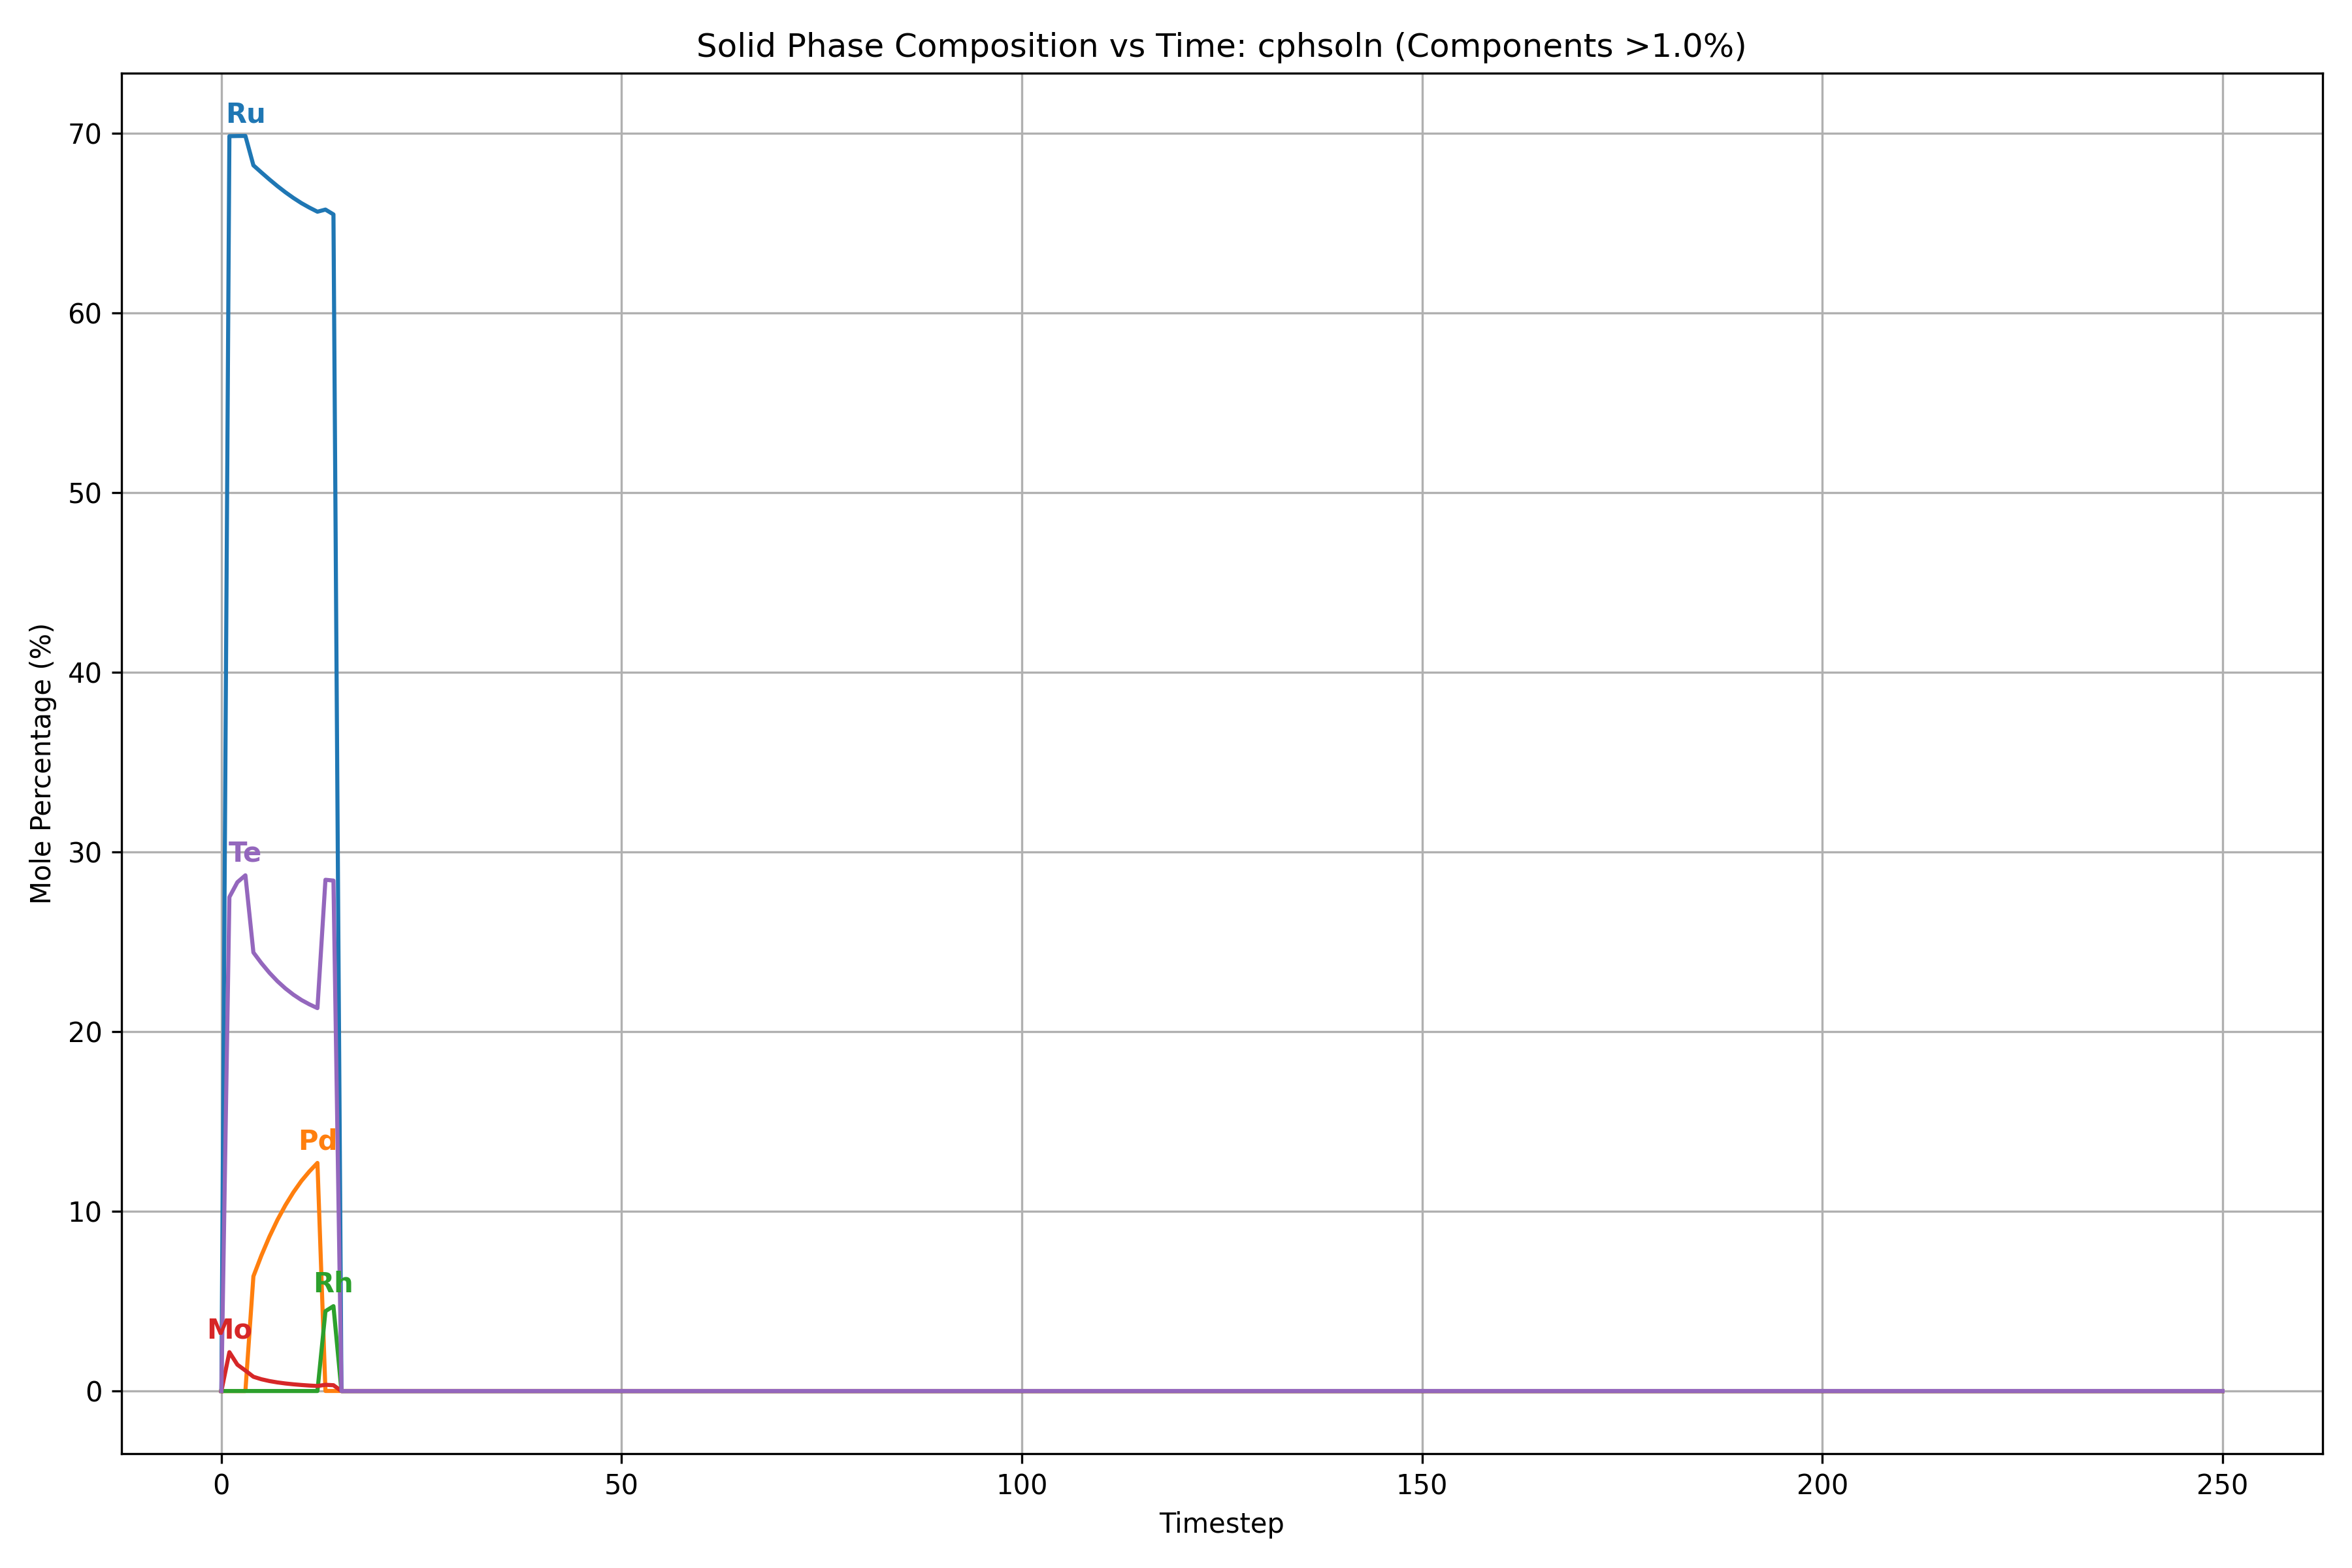 Solid Phase Composition vs Time: cphsoln (Components >1.0%)
Mole Percentage (%)
70
60
50
40
30
20
10
0
Ru
Te
Pd
Rh
Mo
0 50 100 150 200 250
Timestep